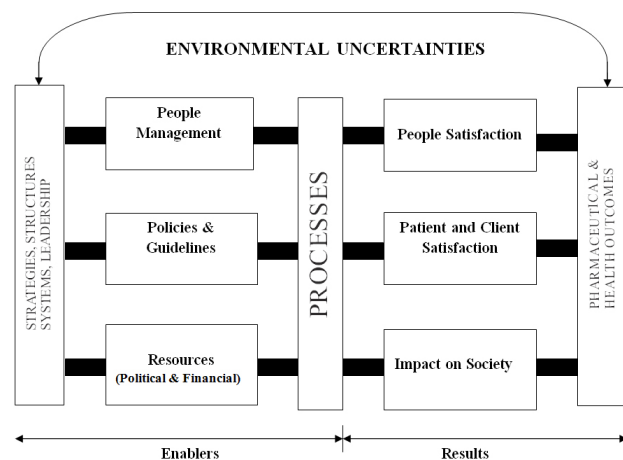 ENVIRONMENTAL UNCERTAINTIES
STRATEGIES, STRUCTURES
SYSTEMS, LEADERSHIP
People
Management
Policies &
Guidelines
Resources
(Political & Financial)
PROCESSES
People Satisfaction
Patient and Client
Satisfaction
Impact on Society
PHARMACEUTICAL &
HEALTH OUTCOMES
Enablers
Results